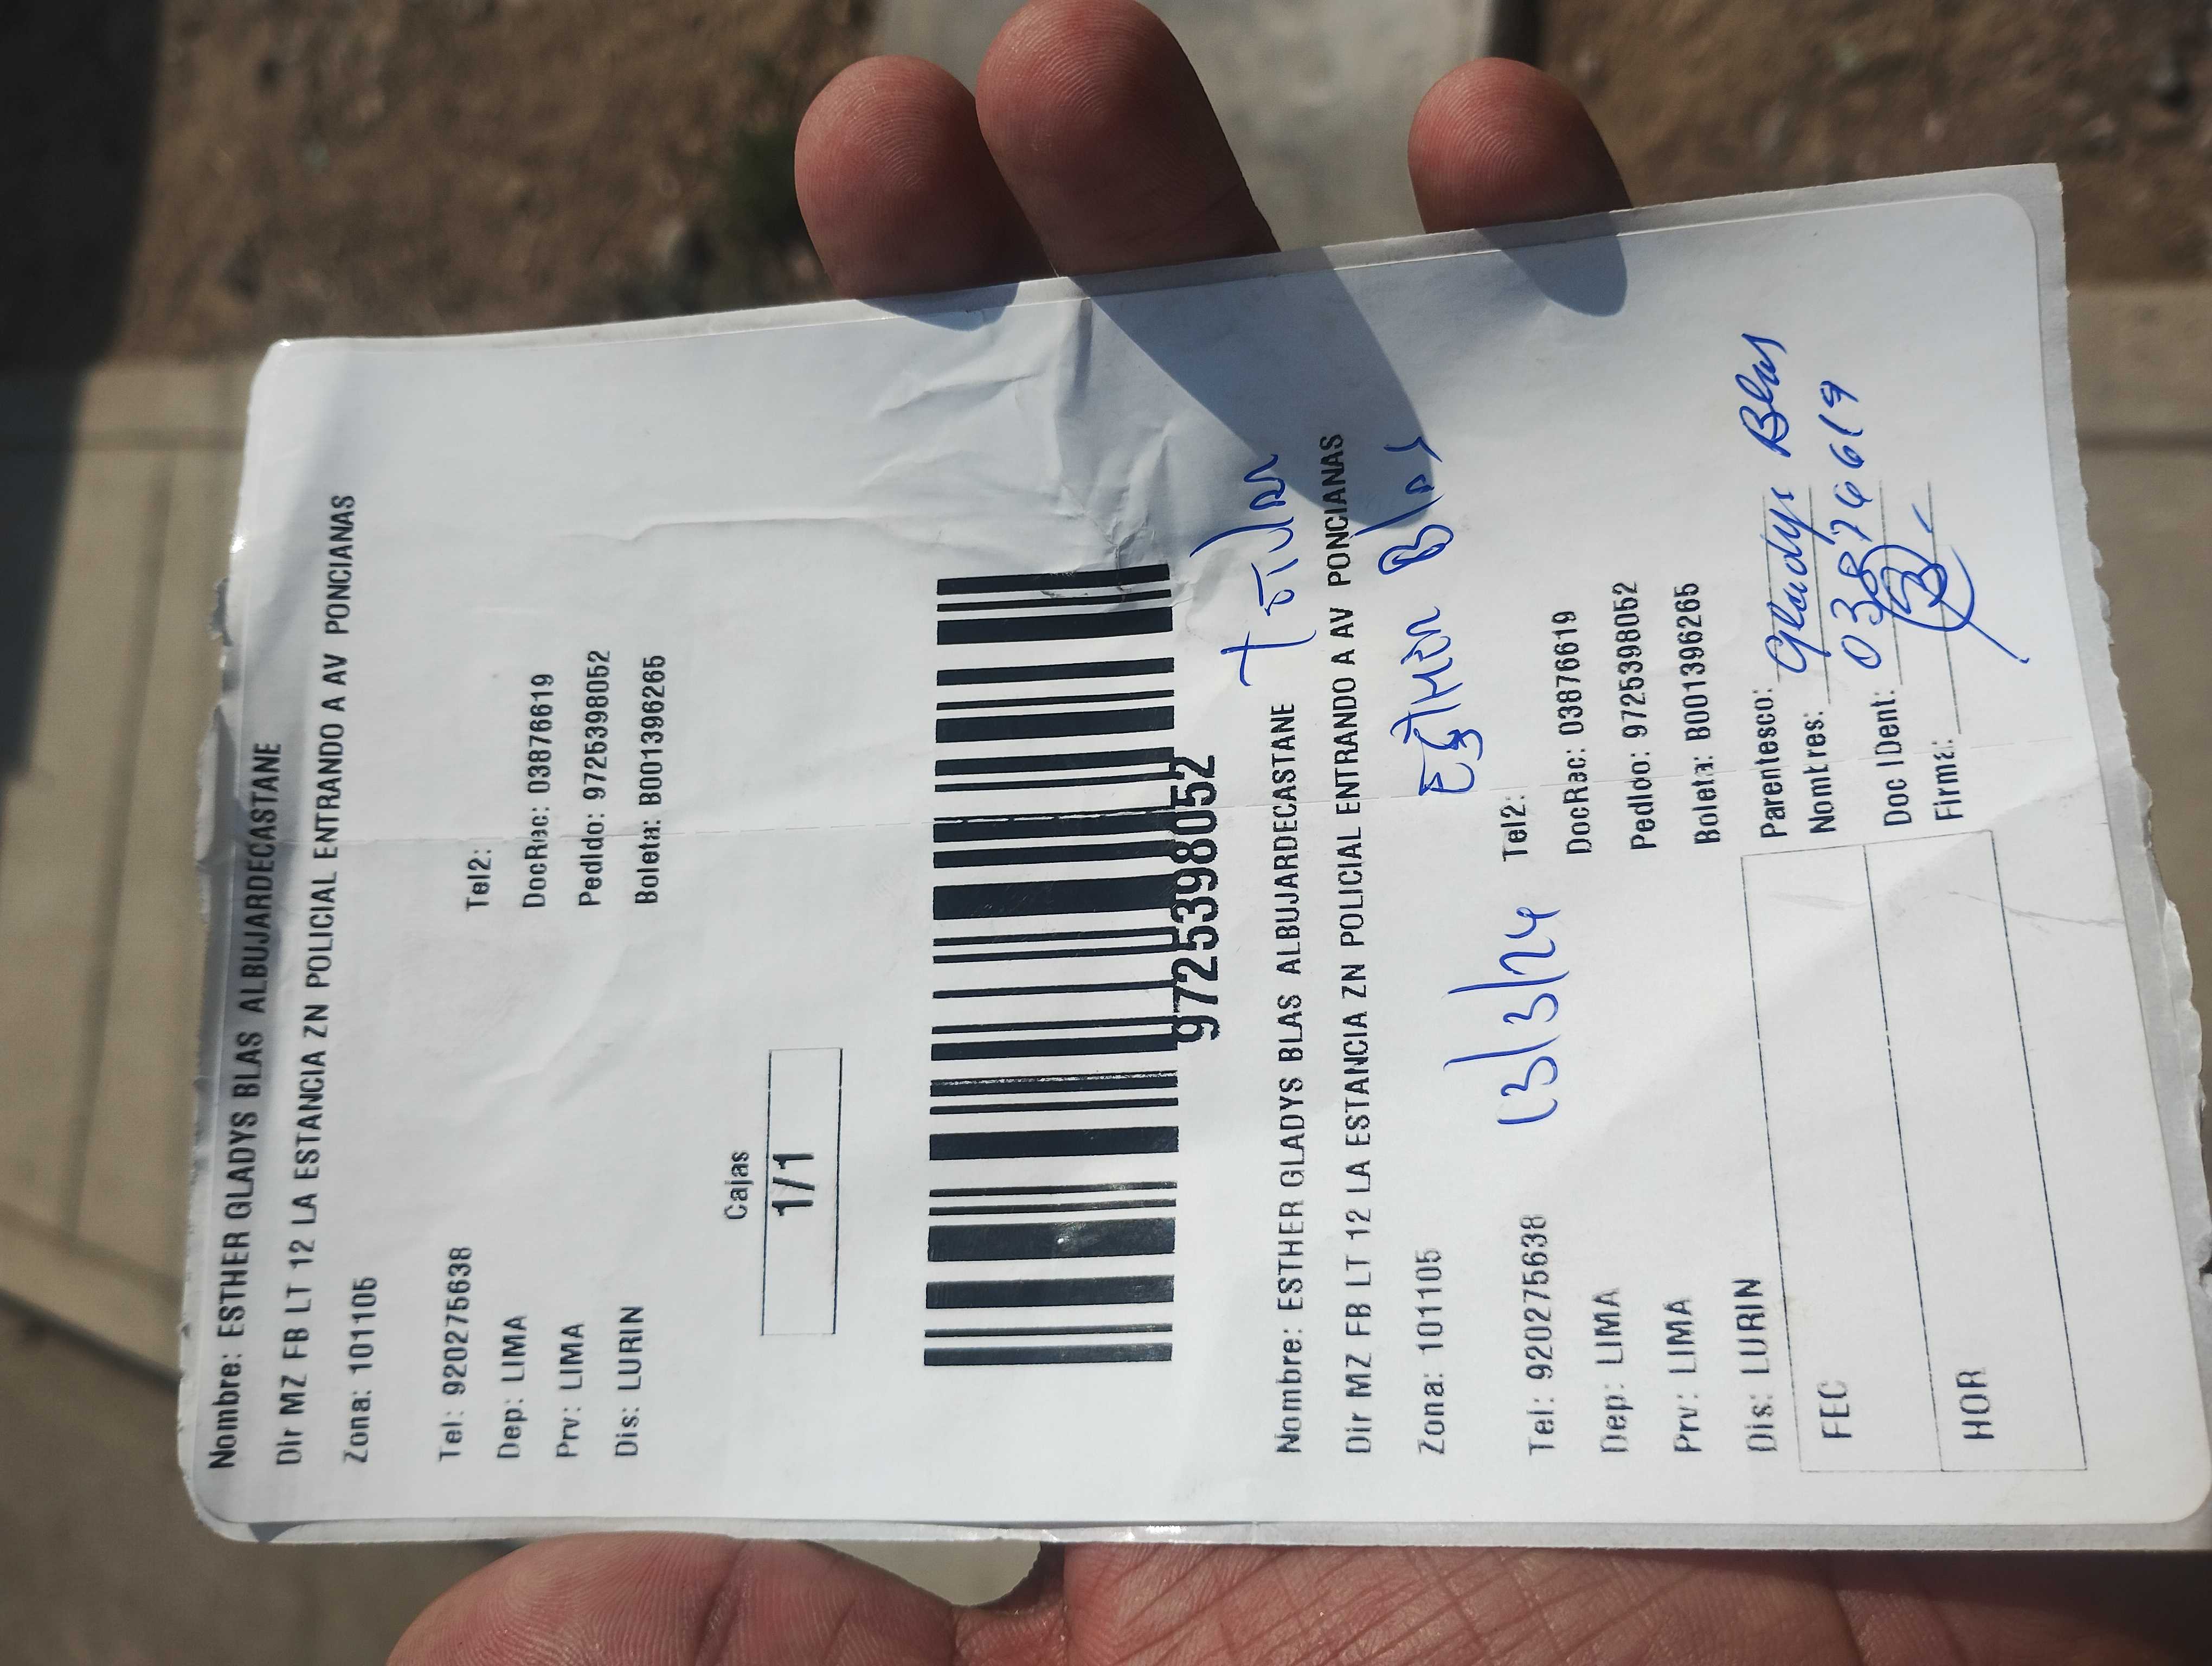 Nombre: ESTHER GLADYS BLAS ALBUJARDECASTANE
Dir MZ FB LT 12 LA ESTANCIA ZN POLICIAL ENTRANDO A AV PONCIANAS
Zona: 101105
Tel: 920275638 Tel2:
Dep: LIMA DocRec: 03876619
Prv: LIMA Pedido: 9725398052
Dis: LURIN Boleta: B001396265
Cajas
1/1
9725398052
Titular
Nombre: ESTHER GLADYS BLAS ALBUJARDECASTANE
Dir MZ FB LT 12 LA ESTANCIA ZN POLICIAL ENTRANDO A AV PONCIANAS
Zona: 101105 Esther Blas
13/3/24
Tel: 920275638 Tel2:
Dep: LIMA DocRec: 03876619
Prv: LIMA Pedido: 9725398052
Dis: LURIN Boleta: B001396265
FEC Parentesco:
Nombres: Gladys Blas
Doc Ident: 03876619
HOR Firma: